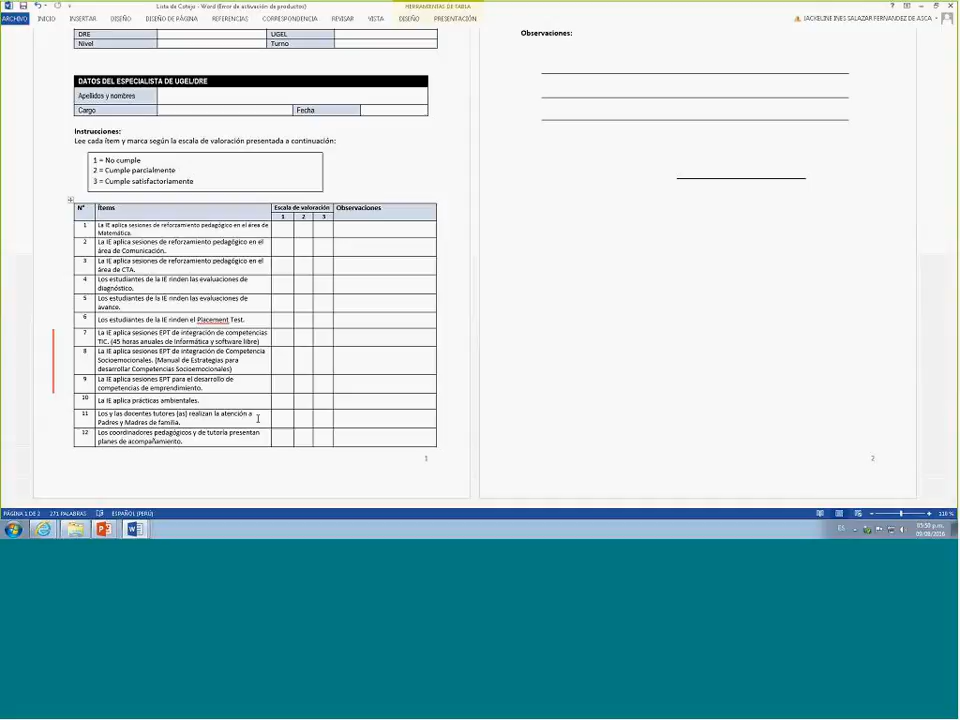 Lista de Cotejo - Word (Error de activación de productos)
HERRAMIENTAS DE TABLA
ARCHIVO INICIO INSERTAR DISEÑO DISEÑO DE PÁGINA REFERENCIAS CORRESPONDENCIA REVISAR VISTA DISEÑO PRESENTACIÓN
JACKELINE INES SALAZAR FERNANDEZ DE ASCA
DRE UGEL
Nivel Turno
DATOS DEL ESPECIALISTA DE UGEL/DRE
Apellidos y nombres
Cargo Fecha
Instrucciones:
Lee cada ítem y marca según la escala de valoración presentada a continuación:
1 = No cumple
2 = Cumple parcialmente
3 = Cumple satisfactoriamente
N° Ítems Escala de valoración Observaciones
1 2 3
1 La IE aplica sesiones de reforzamiento pedagógico en el área de
Matemática.
2 La IE aplica sesiones de reforzamiento pedagógico en el
área de Comunicación.
3 La IE aplica sesiones de reforzamiento pedagógico en el
área de CTA.
4 Los estudiantes de la IE rinden las evaluaciones de
diagnóstico.
5 Los estudiantes de la IE rinden las evaluaciones de
avance.
6 Los estudiantes de la IE rinden el Placement Test.
7 La IE aplica sesiones EPT de integración de competencias
TIC. (45 horas anuales de Informática y software libre)
8 La IE aplica sesiones EPT de integración de Competencia
Socioemocionales. (Manual de Estrategias para
desarrollar Competencias Socioemocionales)
9 La IE aplica sesiones EPT para el desarrollo de
competencias de emprendimiento.
10 La IE aplica prácticas ambientales.
11 Los y las docentes tutores (as) realizan la atención a
Padres y Madres de familia.
12 Los coordinadores pedagógicos y de tutoría presentan
planes de acompañamiento.
1
Observaciones:
2
PÁGINA 1 DE 2 271 PALABRAS ESPAÑOL (PERÚ)
110 %
ES
05:50 p.m.
09/08/2016